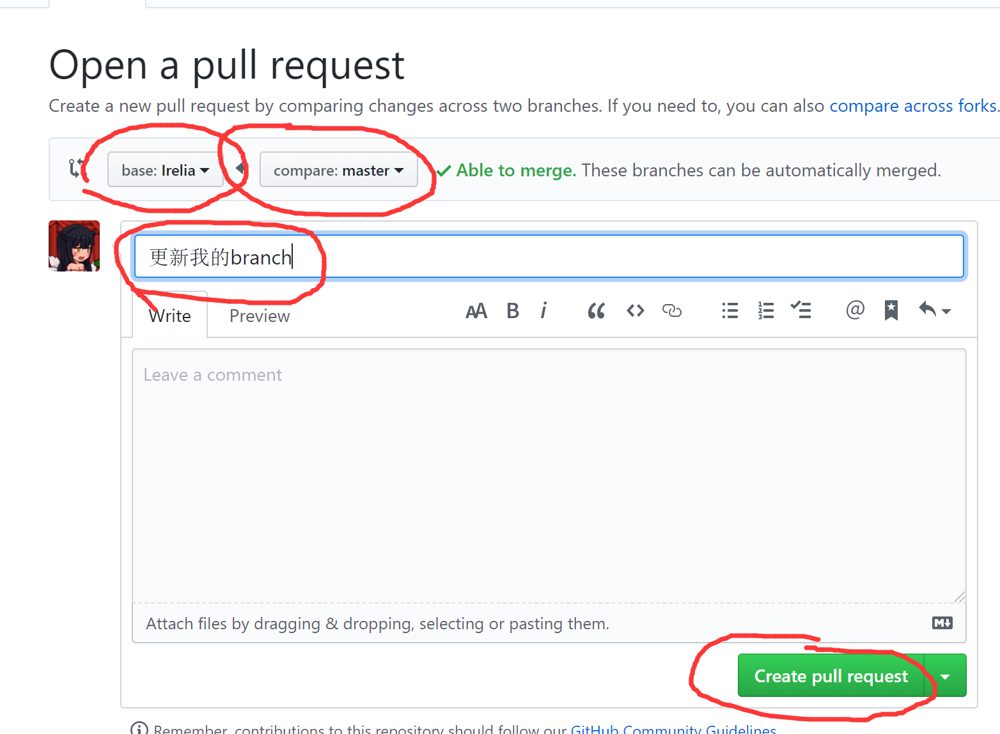 Open a pull request
Create a new pull request by comparing changes across two branches. If you need to, you can also compare across forks.
base: Irelia compare: master Able to merge. These branches can be automatically merged.
更新我的branch
Write Preview AA B i @
Leave a comment
Attach files by dragging & dropping, selecting or pasting them. M
Create pull request
Remember, contributions to this repository should follow our GitHub Community Guidelines